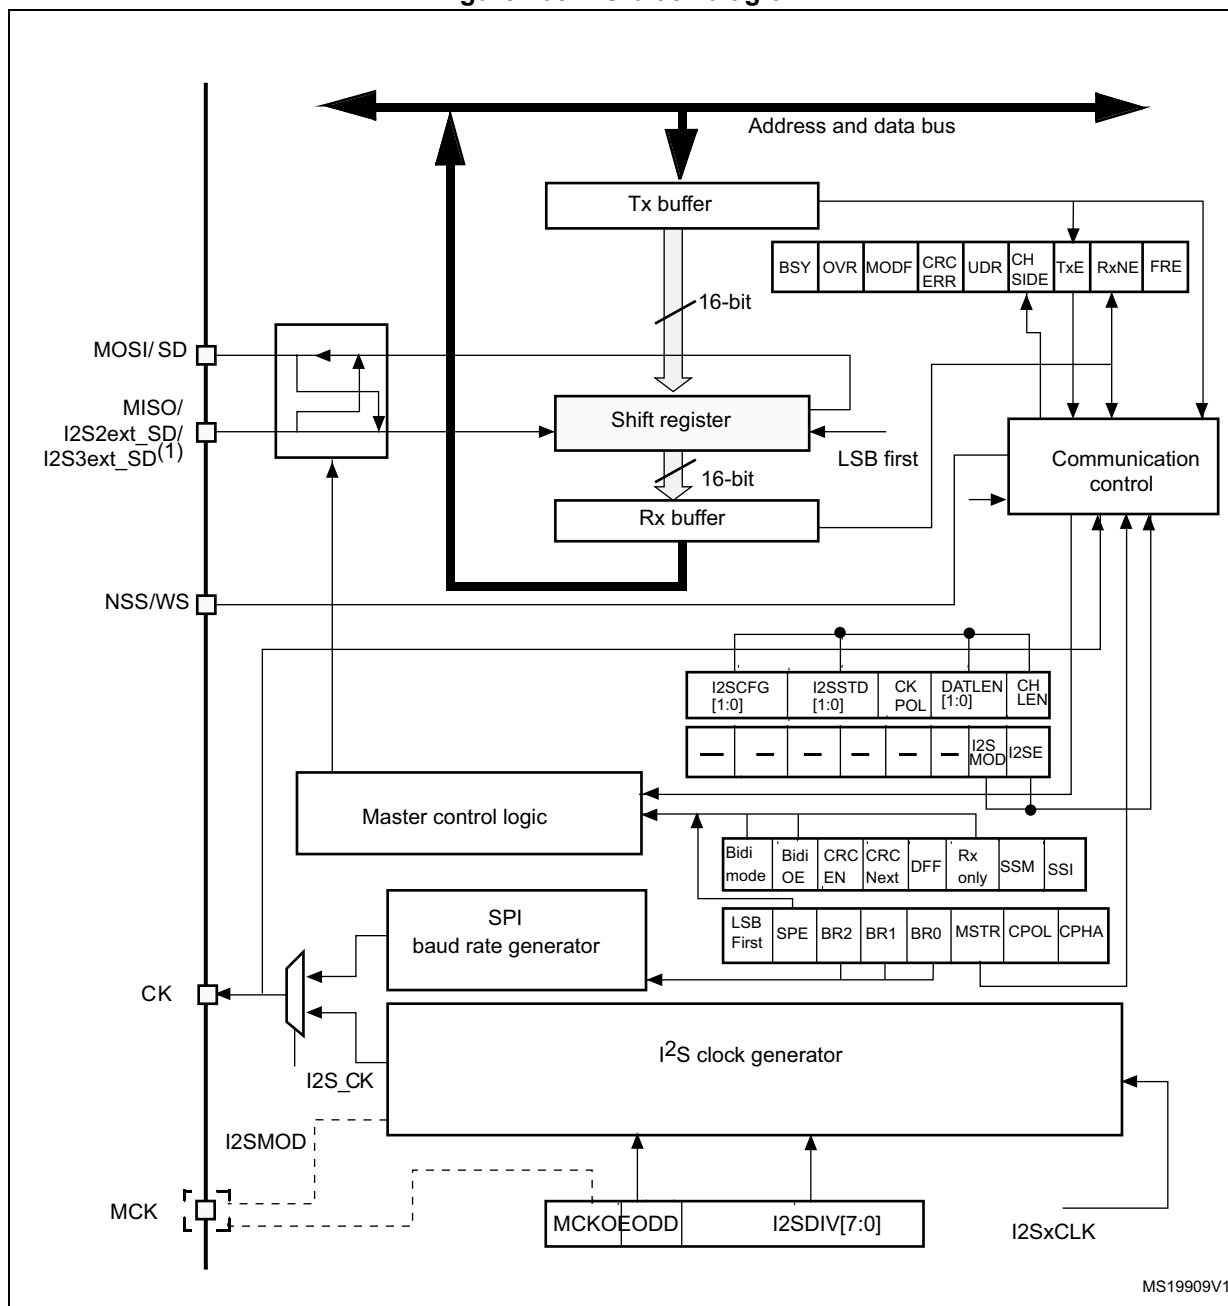 Address and data bus
Tx buffer
BSY OVR MODF CRC ERR UDR CH SIDE TxE RxNE FRE
16-bit
MOSI/ SD
MISO/
I2S2ext_SD/
I2S3ext_SD(1)
Shift register
LSB first
Communication
control
16-bit
Rx buffer
NSS/WS
I2SCFG [1:0] I2SSTD [1:0] CK POL DATLEN [1:0] CH LEN
— — — — — — I2S MOD I2SE
Master control logic
Bidi mode Bidi OE CRC EN CRC Next DFF Rx only SSM SSI
LSB First SPE BR2 BR1 BR0 MSTR CPOL CPHA
SPI
baud rate generator
CK
I2S clock generator
I2S_CK
I2SMOD
MCK
MCKOE ODD I2SDIV[7:0]
I2SxCLK
MS19909V1